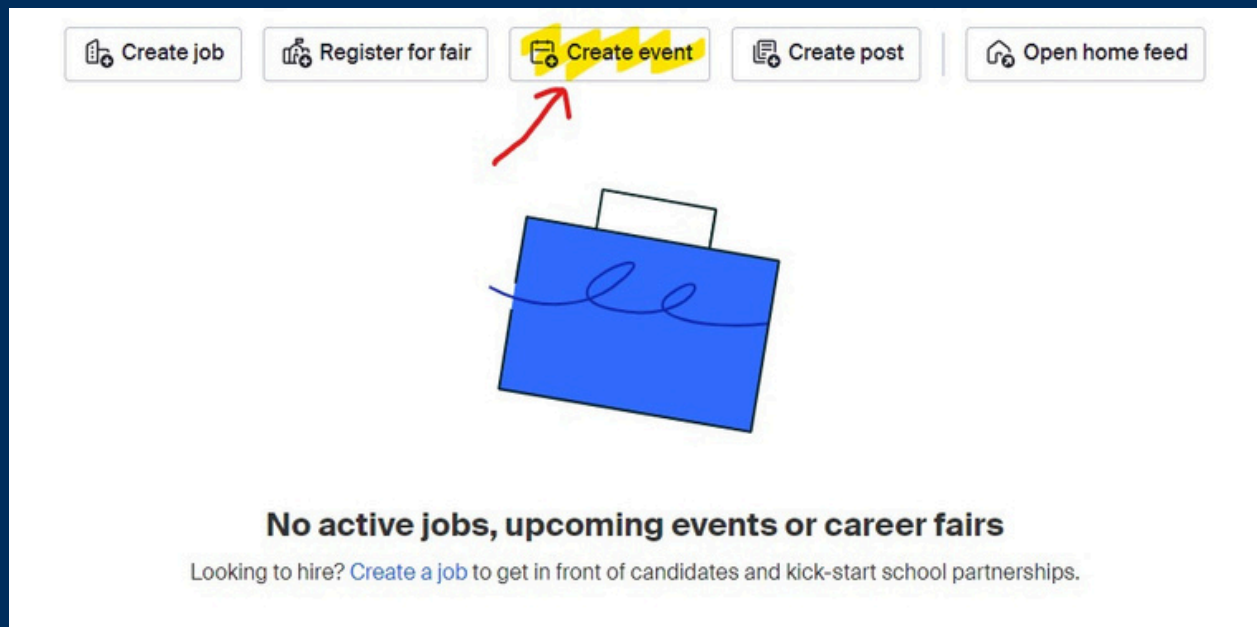 Create job Register for fair Create event Create post Open home feed
No active jobs, upcoming events or career fairs
Looking to hire? Create a job to get in front of candidates and kick-start school partnerships.